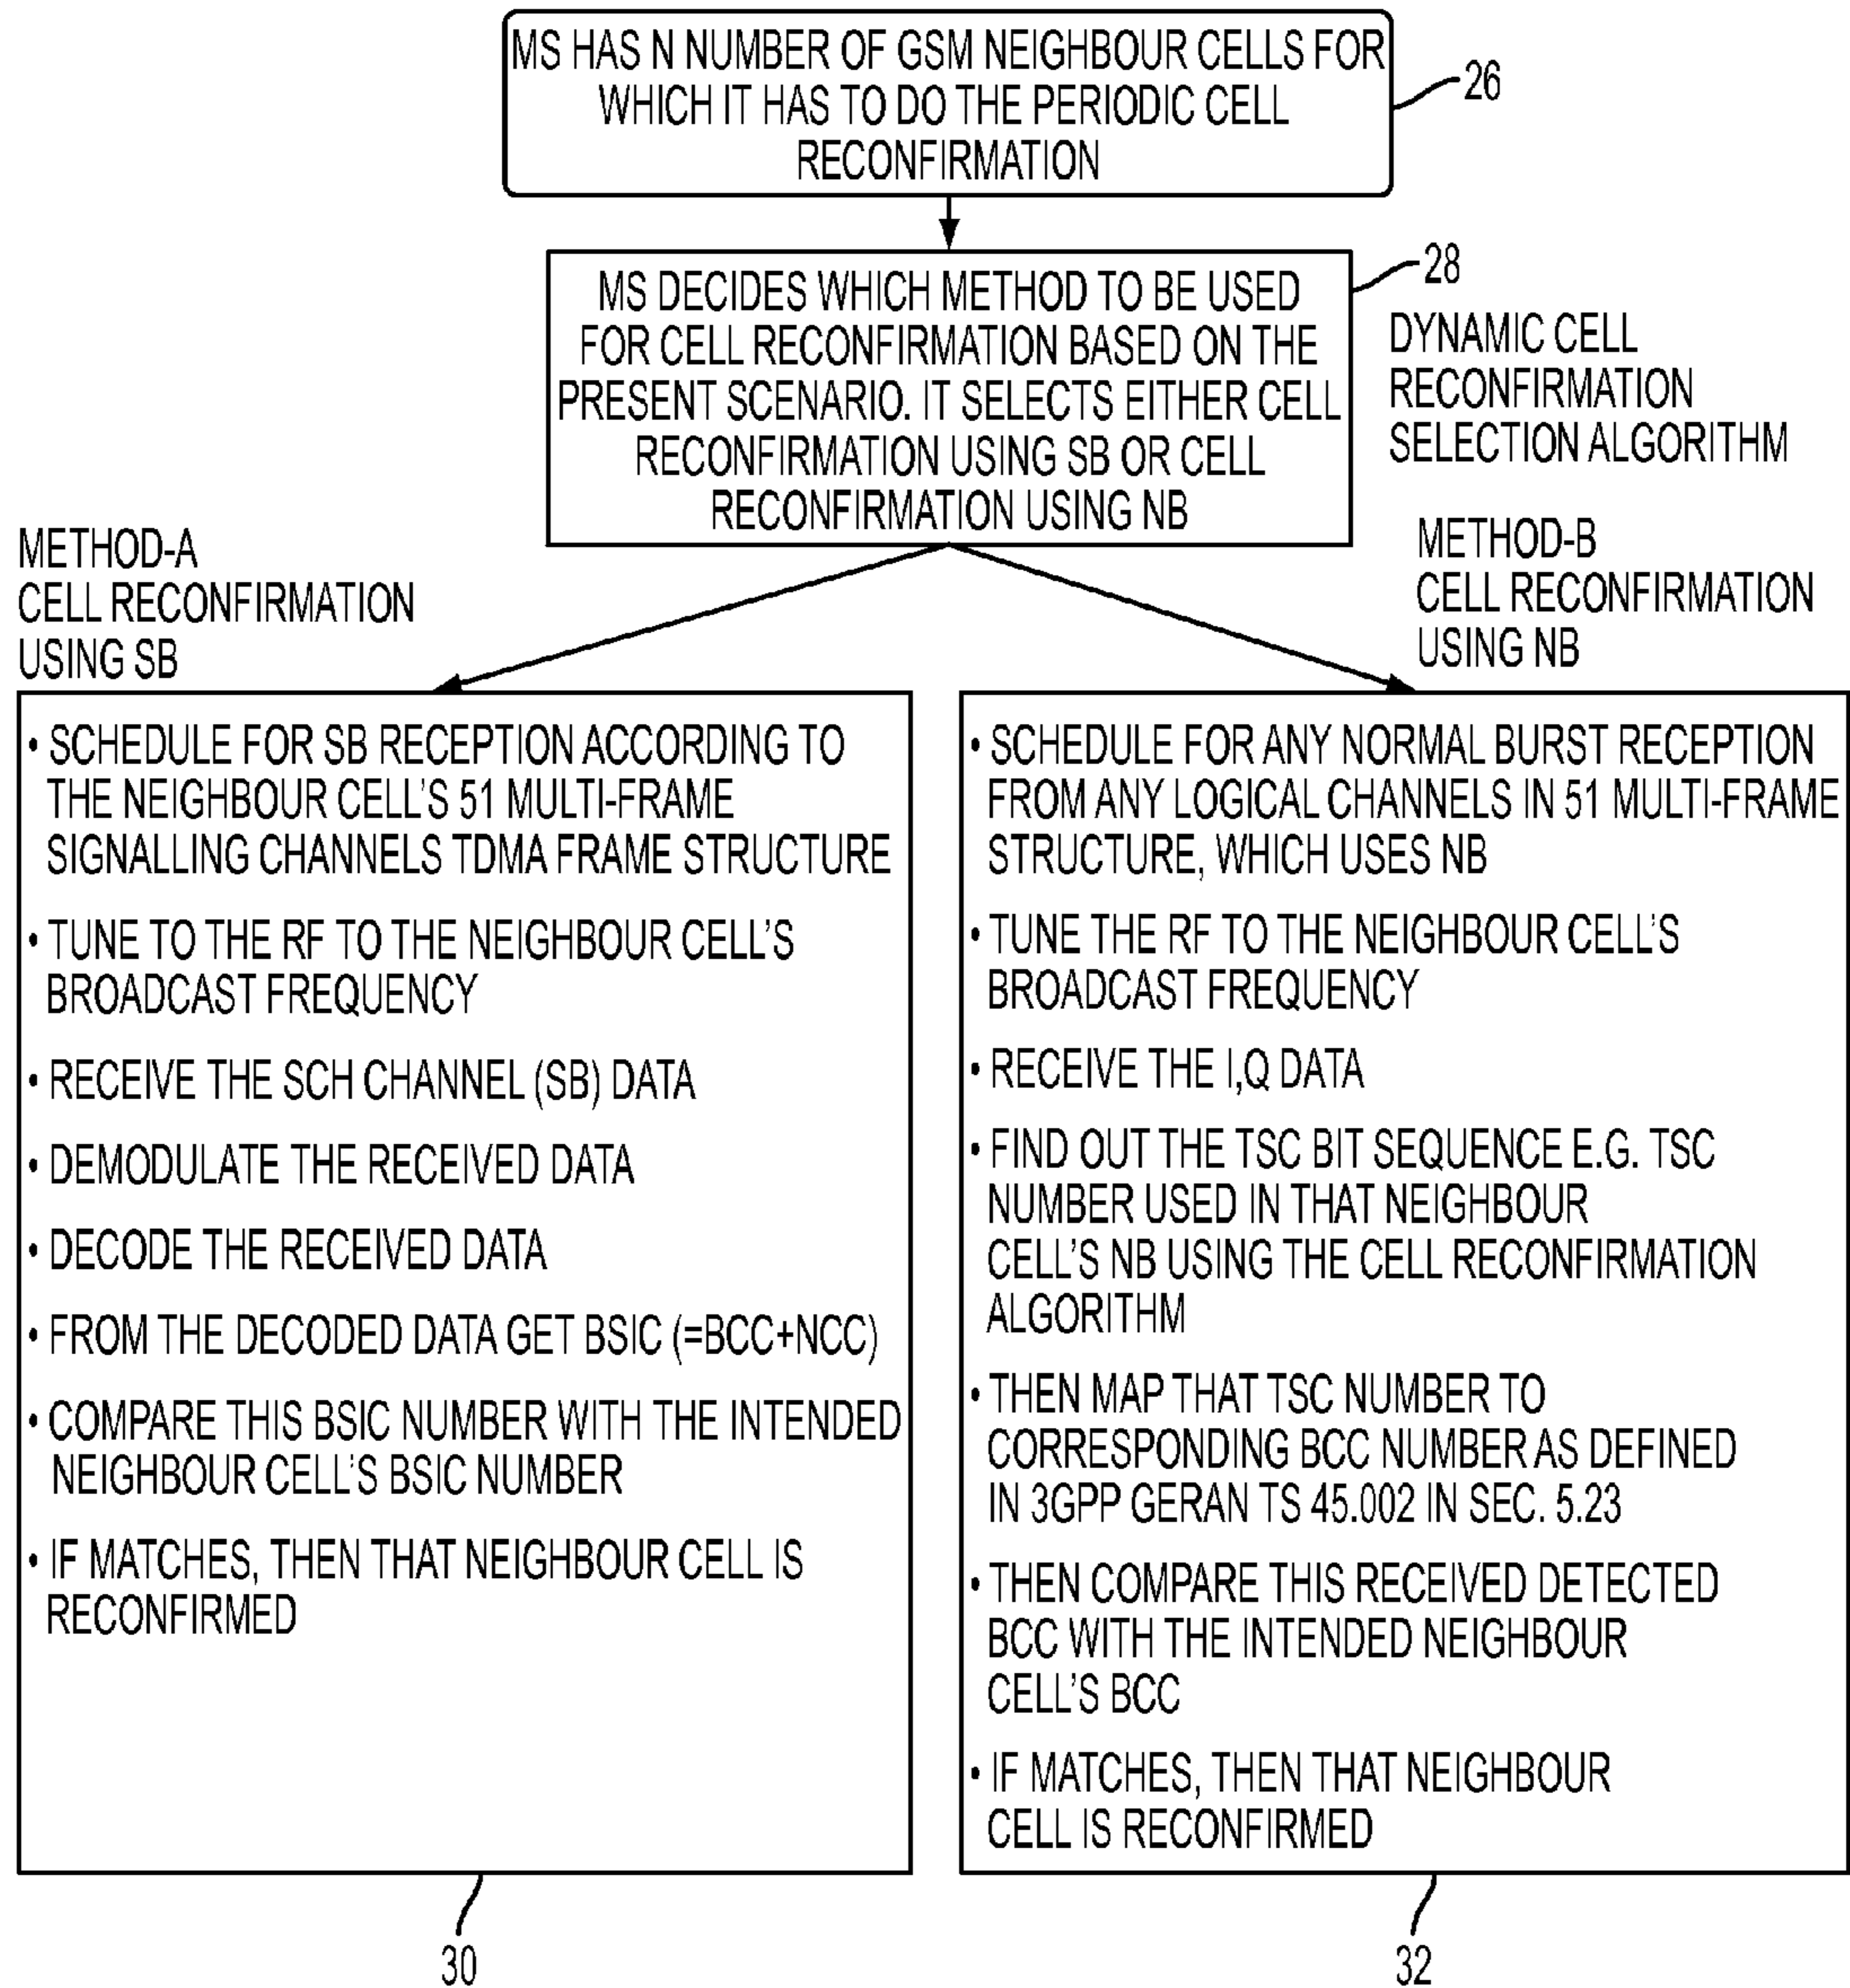 MS HAS N NUMBER OF GSM NEIGHBOUR CELLS FOR
WHICH IT HAS TO DO THE PERIODIC CELL
RECONFIRMATION
26
MS DECIDES WHICH METHOD TO BE USED
FOR CELL RECONFIRMATION BASED ON THE
PRESENT SCENARIO. IT SELECTS EITHER CELL
RECONFIRMATION USING SB OR CELL
RECONFIRMATION USING NB
28
DYNAMIC CELL
RECONFIRMATION
SELECTION ALGORITHM
METHOD-A
CELL RECONFIRMATION
USING SB
• SCHEDULE FOR SB RECEPTION ACCORDING TO
THE NEIGHBOUR CELL'S 51 MULTI-FRAME
SIGNALLING CHANNELS TDMA FRAME STRUCTURE
• TUNE TO THE RF TO THE NEIGHBOUR CELL'S
BROADCAST FREQUENCY
• RECEIVE THE SCH CHANNEL (SB) DATA
• DEMODULATE THE RECEIVED DATA
• DECODE THE RECEIVED DATA
• FROM THE DECODED DATA GET BSIC (=BCC+NCC)
• COMPARE THIS BSIC NUMBER WITH THE INTENDED
NEIGHBOUR CELL'S BSIC NUMBER
• IF MATCHES, THEN THAT NEIGHBOUR CELL IS
RECONFIRMED
30
METHOD-B
CELL RECONFIRMATION
USING NB
• SCHEDULE FOR ANY NORMAL BURST RECEPTION
FROM ANY LOGICAL CHANNELS IN 51 MULTI-FRAME
STRUCTURE, WHICH USES NB
• TUNE THE RF TO THE NEIGHBOUR CELL'S
BROADCAST FREQUENCY
• RECEIVE THE I,Q DATA
• FIND OUT THE TSC BIT SEQUENCE E.G. TSC
NUMBER USED IN THAT NEIGHBOUR
CELL'S NB USING THE CELL RECONFIRMATION
ALGORITHM
• THEN MAP THAT TSC NUMBER TO
CORRESPONDING BCC NUMBER AS DEFINED
IN 3GPP GERAN TS 45.002 IN SEC. 5.23
• THEN COMPARE THIS RECEIVED DETECTED
BCC WITH THE INTENDED NEIGHBOUR
CELL'S BCC
• IF MATCHES, THEN THAT NEIGHBOUR
CELL IS RECONFIRMED
32